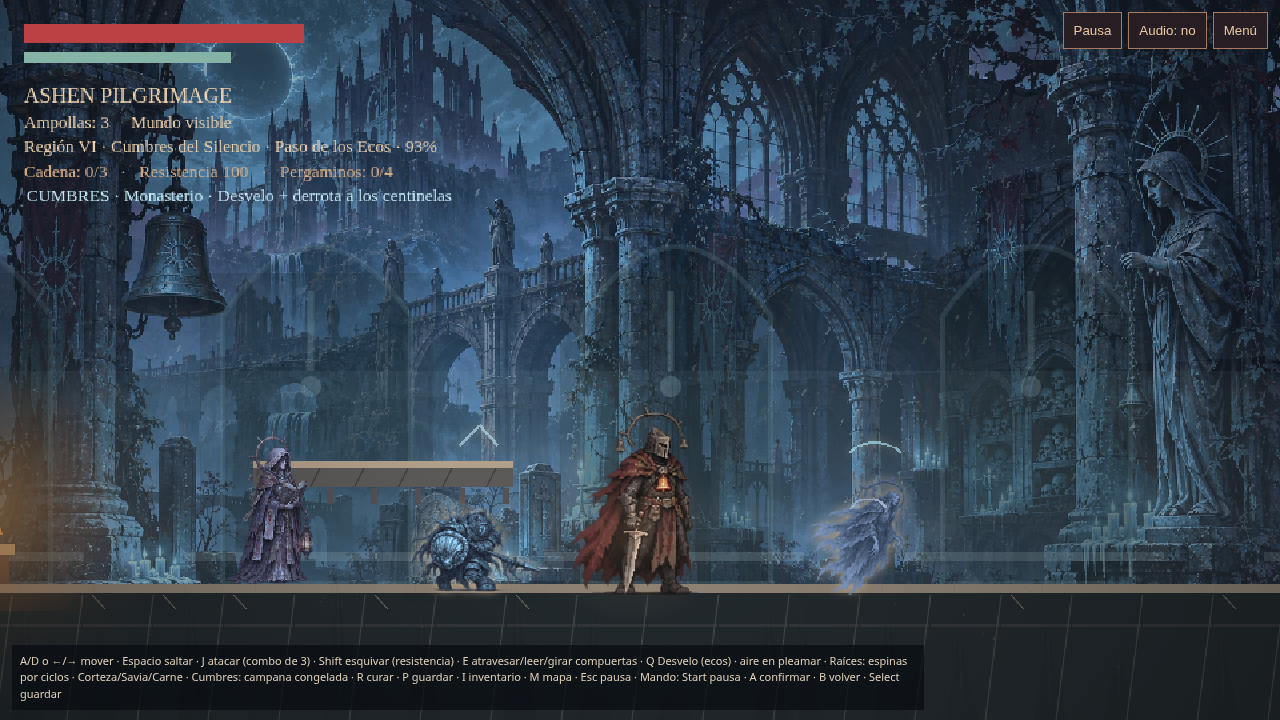 Pausa
Audio: no
Menú
ASHEN PILGRIMAGE
Ampollas: 3 Mundo visible
Región VI · Cumbres del Silencio · Paso de los Ecos · 93%
Cadena: 0/3 · Resistencia 100 · Pergaminos: 0/4
CUMBRES · Monasterio · Desvelo + derrota a los centinelas
A/D o ←/→ mover · Espacio saltar · J atacar (combo de 3) · Shift esquivar (resistencia) · E atravesar/leer/girar compuertas · Q Desvelo (ecos) · aire en pleamar · Raíces: espinas
por ciclos · Corteza/Savia/Carne · Cumbres: campana congelada · R curar · P guardar · I inventario · M mapa · Esc pausa · Mando: Start pausa · A confirmar · B volver · Select
guardar